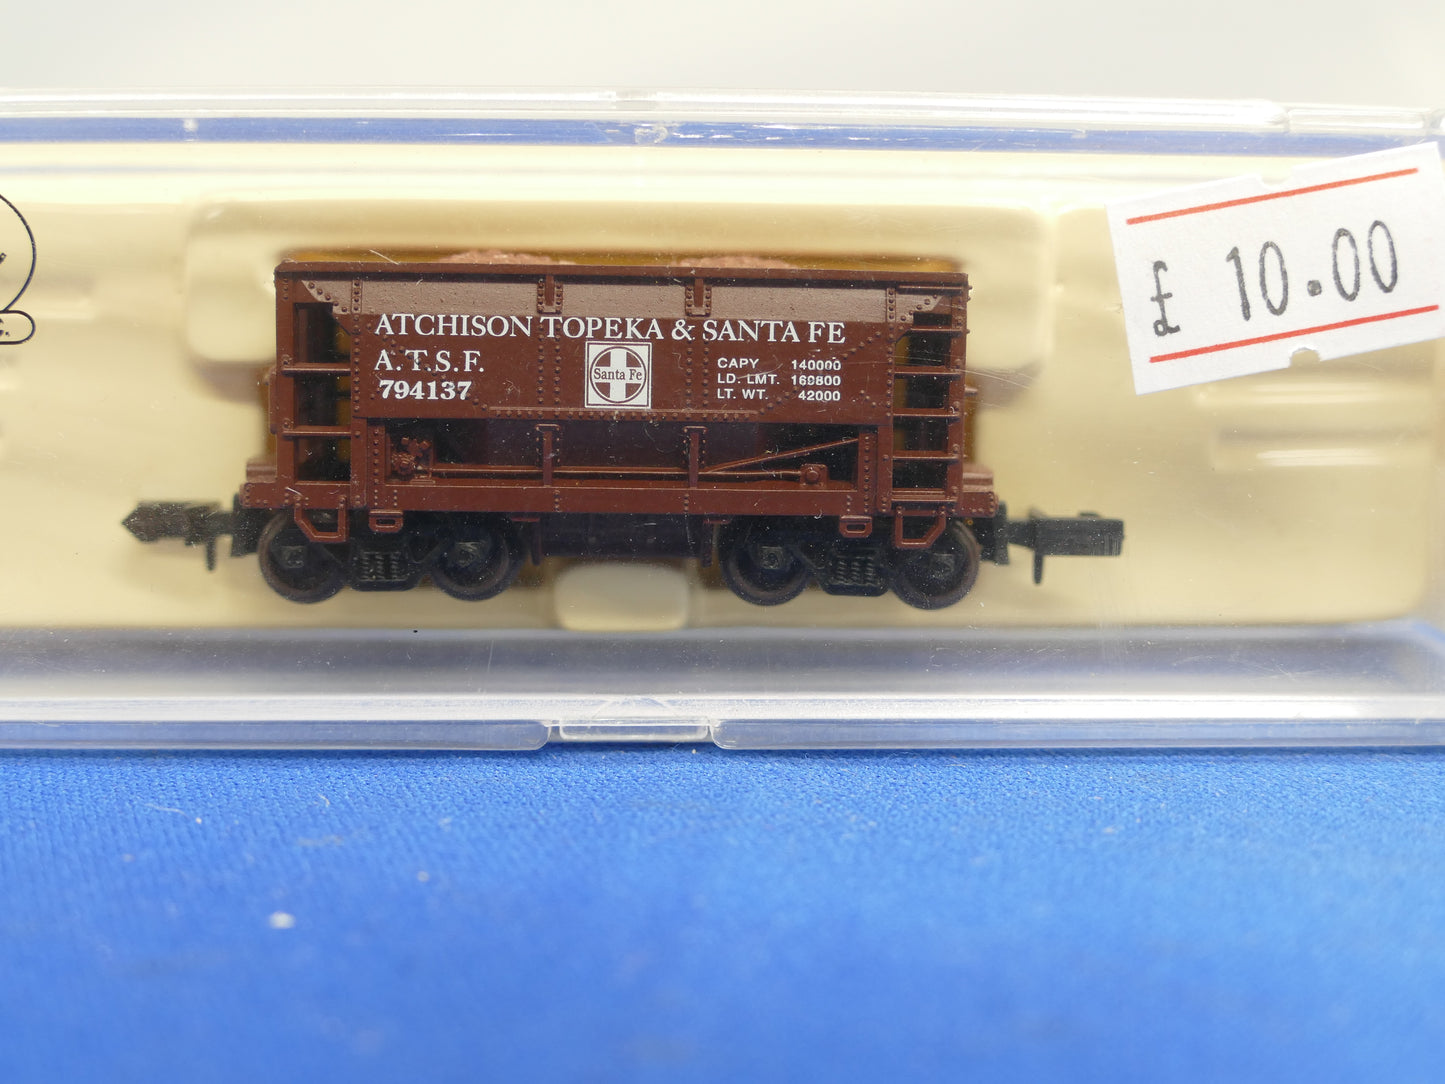 ATCHISON TOPEKA & SANTA FE
A.T.S.F.
794137
Santa Fe
CAPY 140000
LD. LMT. 169800
LT. WT. 42000
£ 10.00